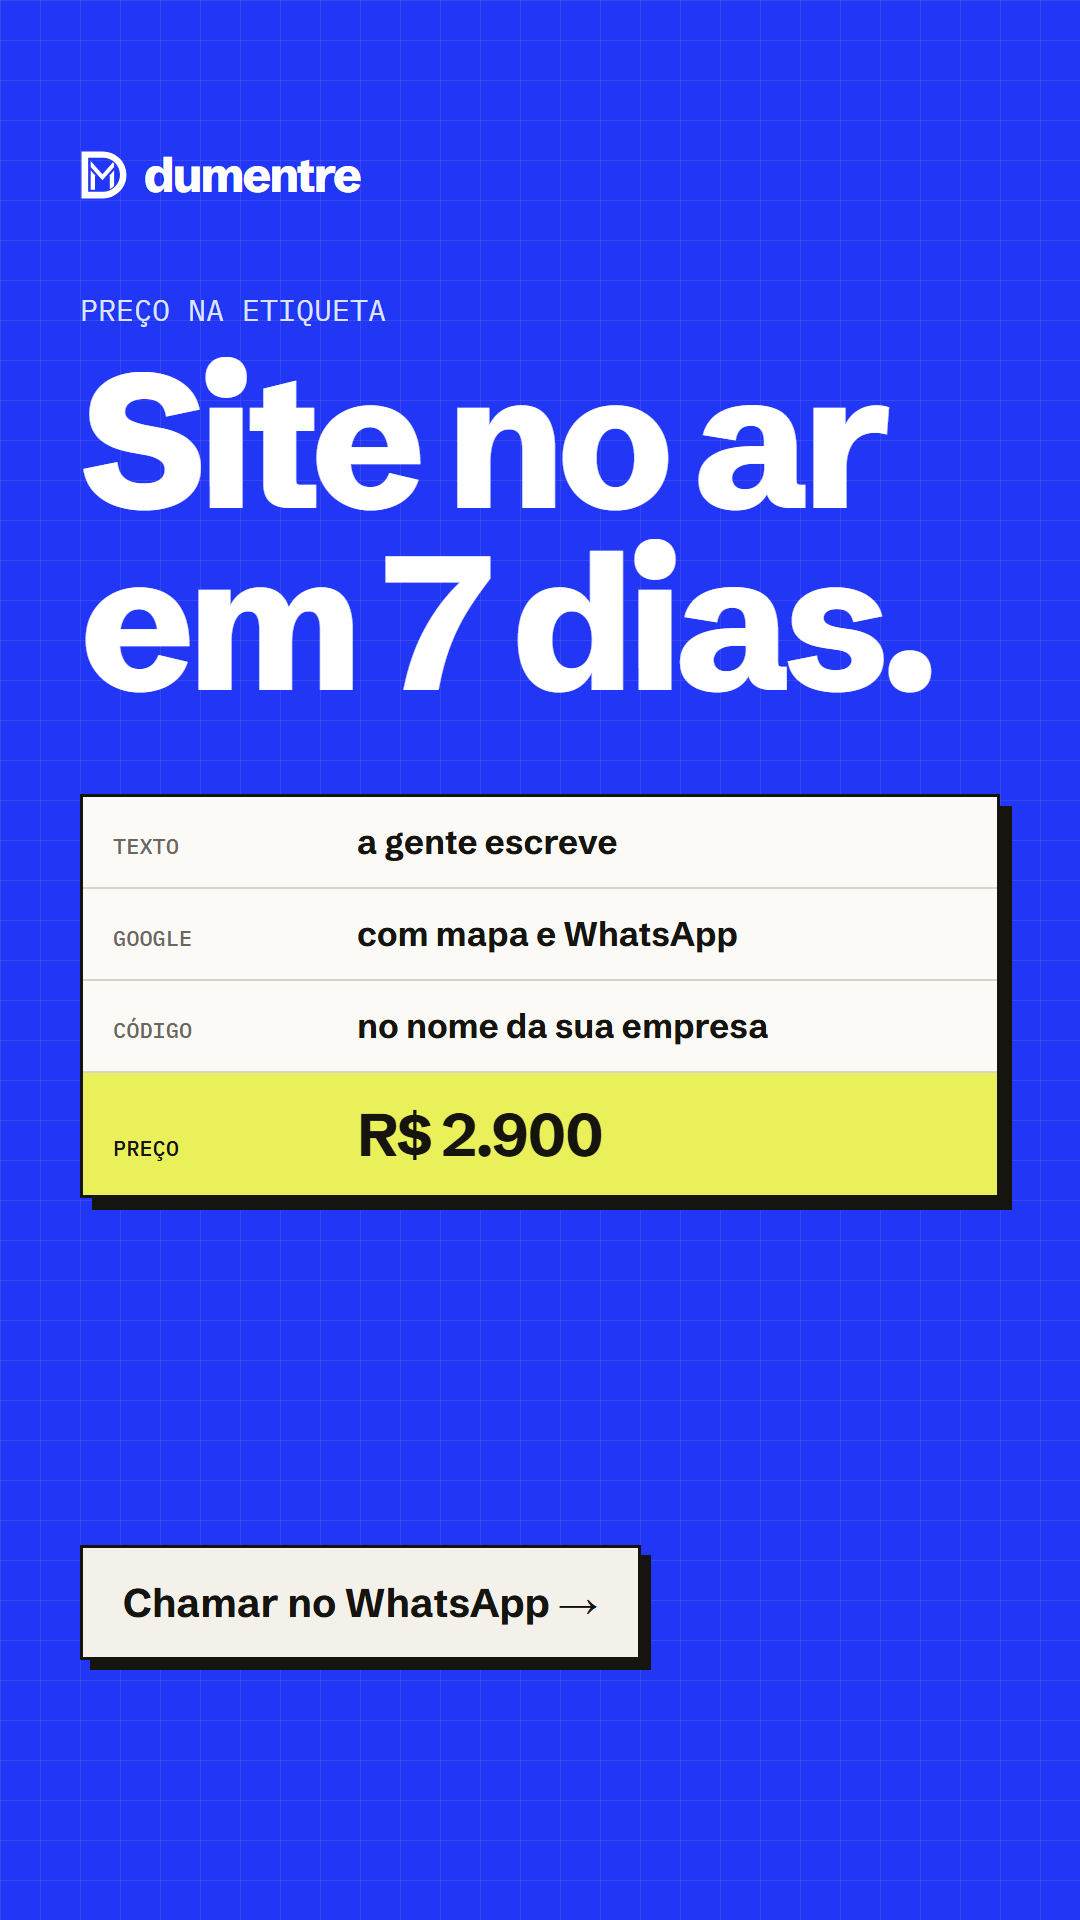 dumentre
PREÇO NA ETIQUETA
Site no ar
em 7 dias.
TEXTO a gente escreve
GOOGLE com mapa e WhatsApp
CÓDIGO no nome da sua empresa
PREÇO R$ 2.900
Chamar no WhatsApp →